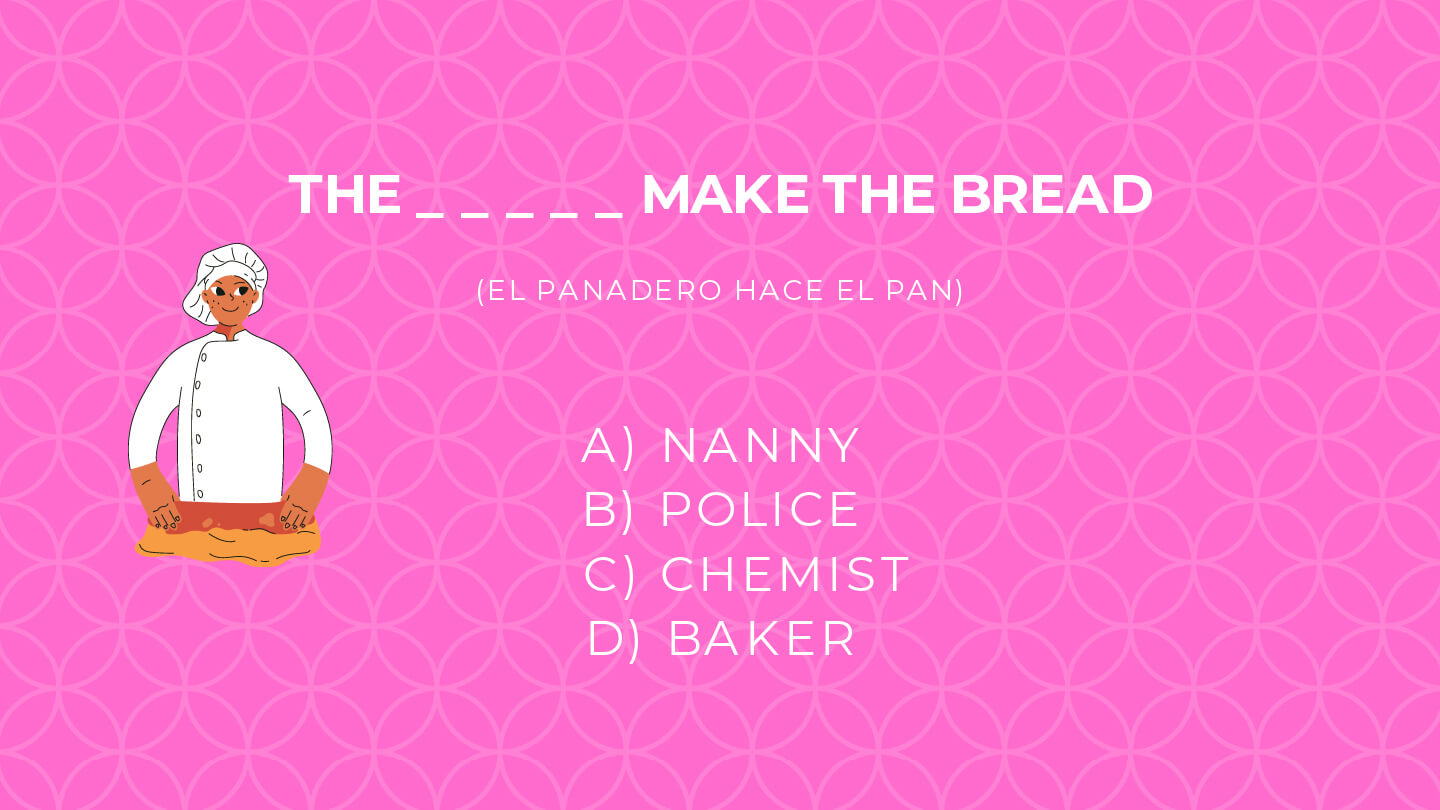 THE _ _ _ _ _ MAKE THE BREAD
(EL PANADERO HACE EL PAN)
A) NANNY
B) POLICE
C) CHEMIST
D) BAKER